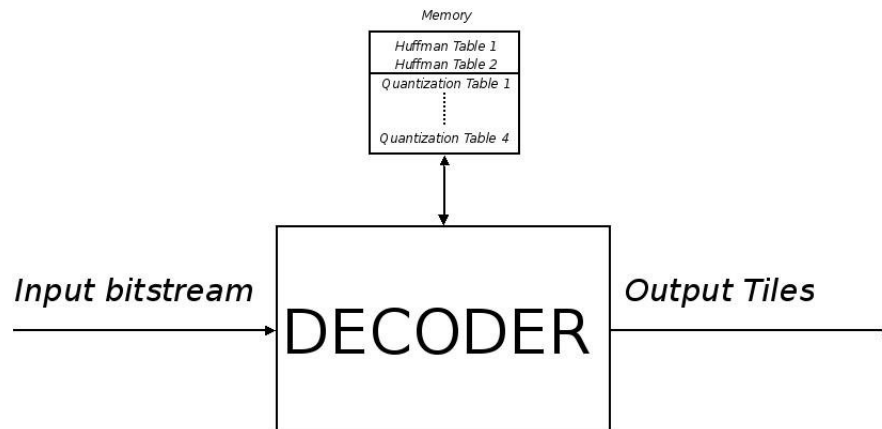 Memory
Huffman Table 1
Huffman Table 2
Quantization Table 1
Quantization Table 4
Input bitstream
DECODER
Output Tiles